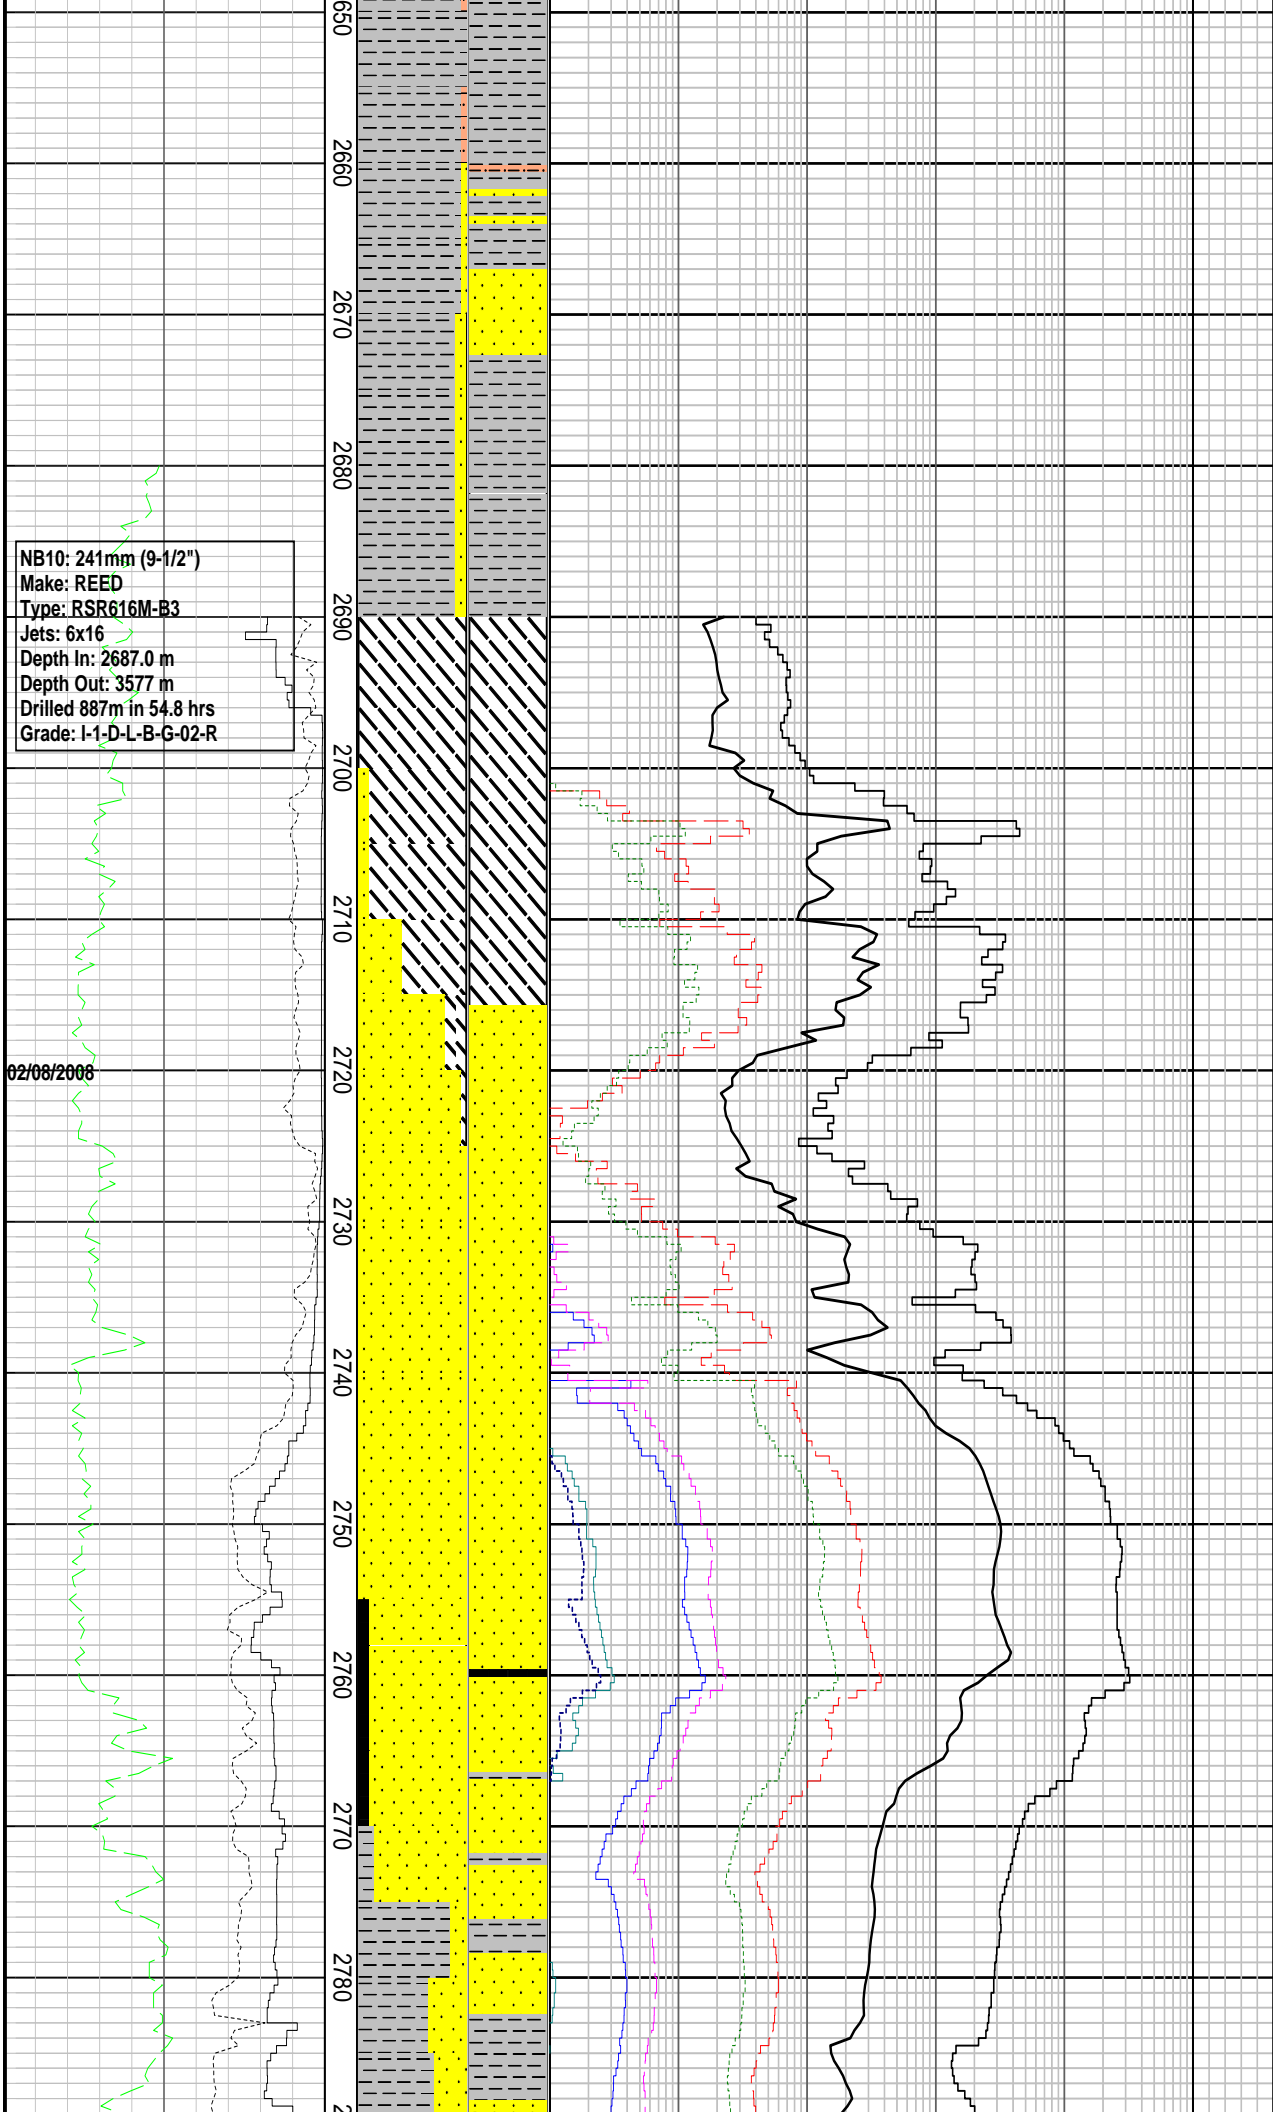 650
2660
2670
2680
NB10: 241mm (9-1/2")
Make: REED
Type: RSR616M-B3
Jets: 6x16
Depth In: 2687.0 m
Depth Out: 3577 m
Drilled 887m in 54.8 hrs
Grade: I-1-D-L-B-G-02-R
2690
2700
2710
02/08/2008
2720
2730
2740
2750
2760
2770
2780